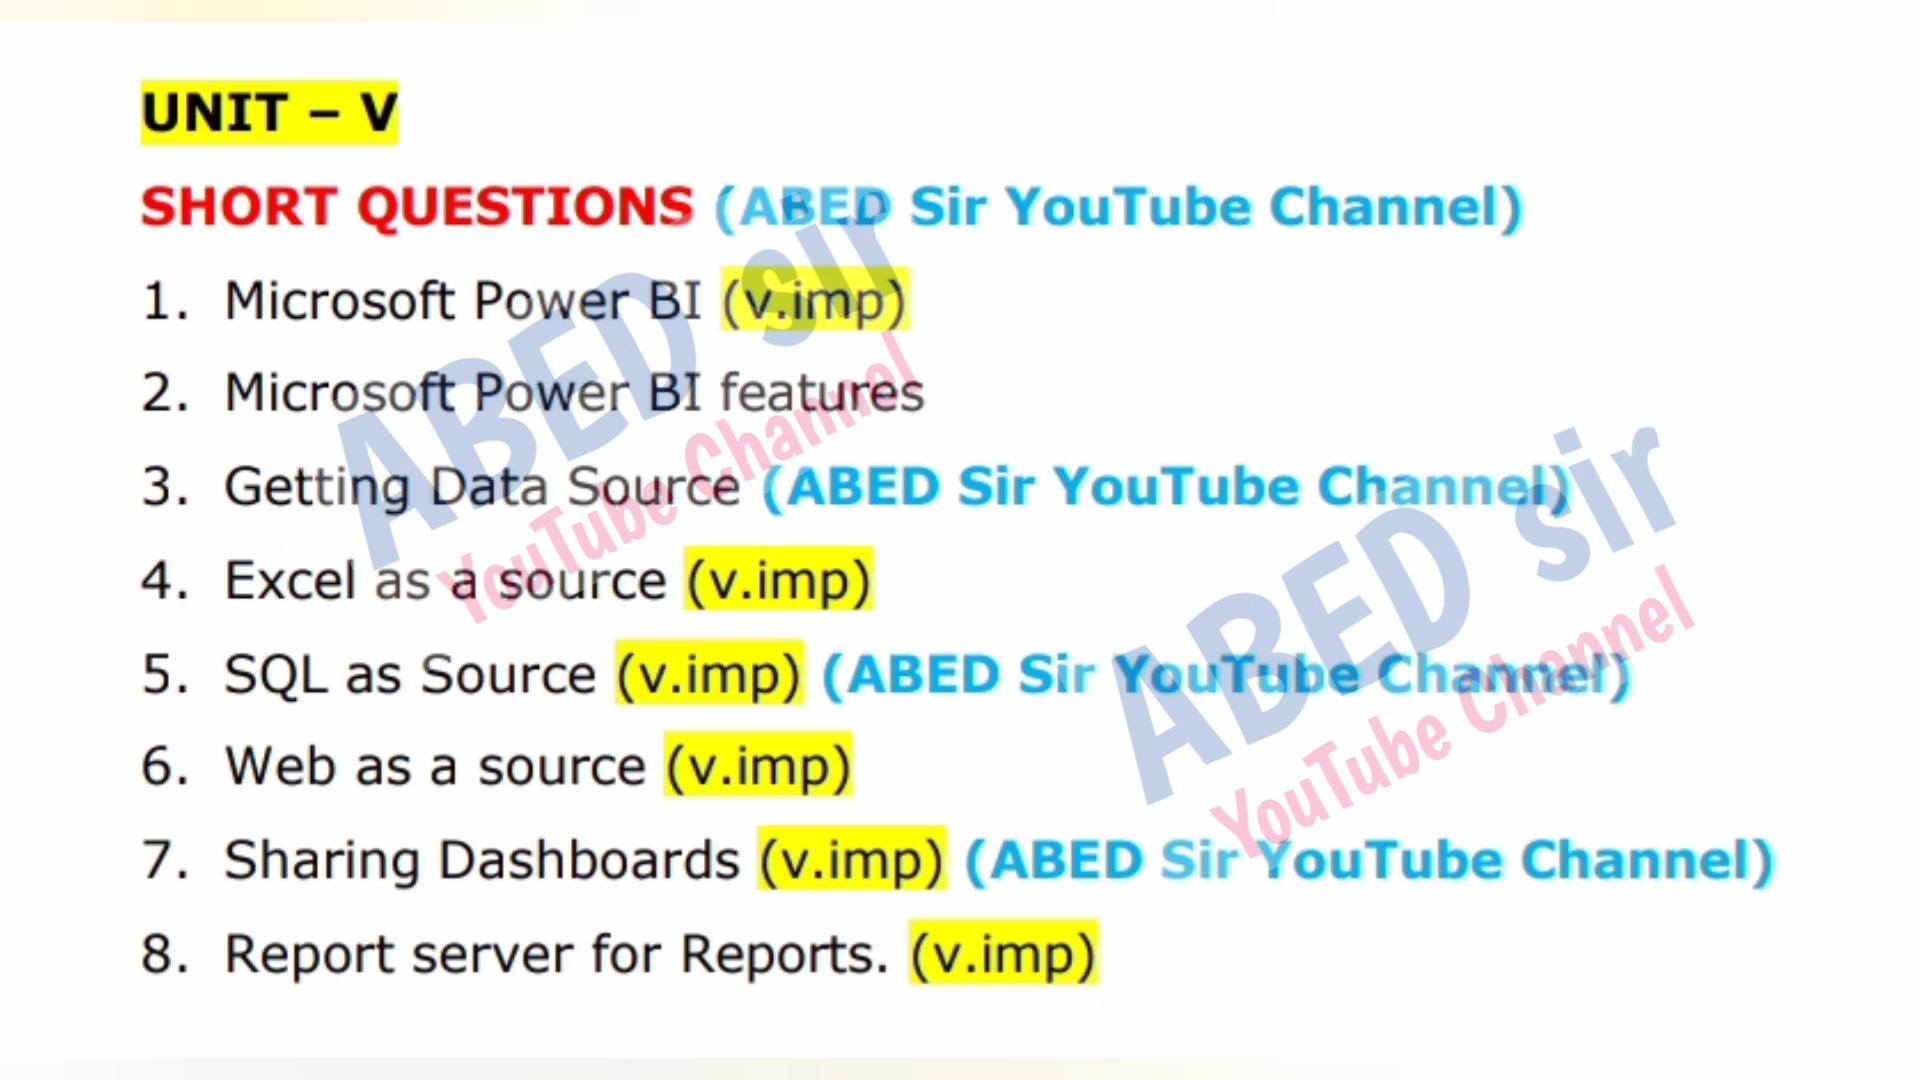 UNIT – V
SHORT QUESTIONS (ABED Sir YouTube Channel)
1. Microsoft Power BI (v.imp)
2. Microsoft Power BI features
3. Getting Data Source (ABED Sir YouTube Channel)
4. Excel as a source (v.imp)
5. SQL as Source (v.imp) (ABED Sir YouTube Channel)
6. Web as a source (v.imp)
7. Sharing Dashboards (v.imp) (ABED Sir YouTube Channel)
8. Report server for Reports. (v.imp)
ABED sir
YouTube Channel
ABED sir
YouTube Channel